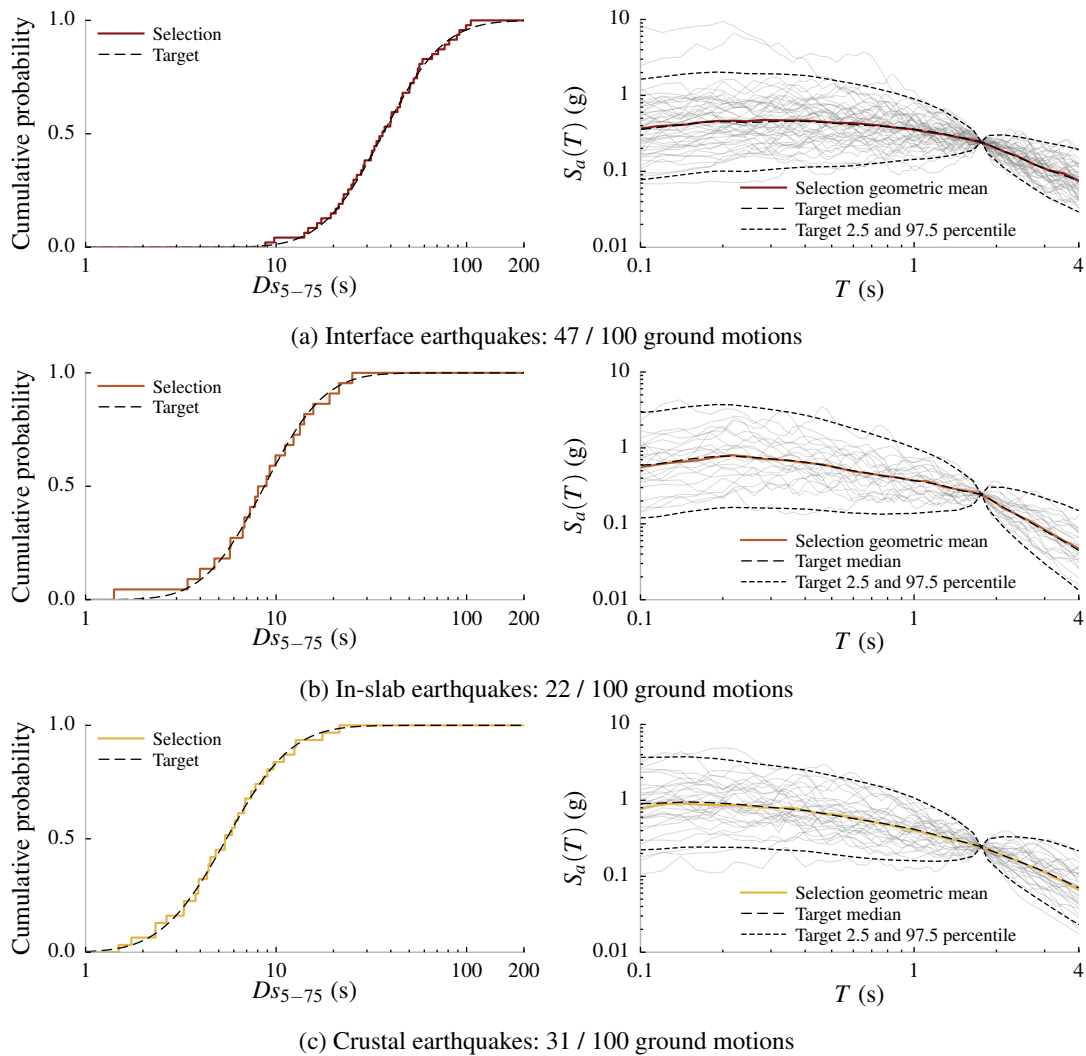 Cumulative probability
1.0
0.5
0.0
Selection
Target
1
10
100
200
Ds5−75 (s)
Sa(T) (g)
10
1
0.1
0.01
Selection geometric mean
Target median
Target 2.5 and 97.5 percentile
0.1
1
4
T (s)
(a) Interface earthquakes: 47 / 100 ground motions
Cumulative probability
1.0
0.5
0.0
Selection
Target
1
10
100
200
Ds5−75 (s)
Sa(T) (g)
10
1
0.1
0.01
Selection geometric mean
Target median
Target 2.5 and 97.5 percentile
0.1
1
4
T (s)
(b) In-slab earthquakes: 22 / 100 ground motions
Cumulative probability
1.0
0.5
0.0
Selection
Target
1
10
100
200
Ds5−75 (s)
Sa(T) (g)
10
1
0.1
0.01
Selection geometric mean
Target median
Target 2.5 and 97.5 percentile
0.1
1
4
T (s)
(c) Crustal earthquakes: 31 / 100 ground motions